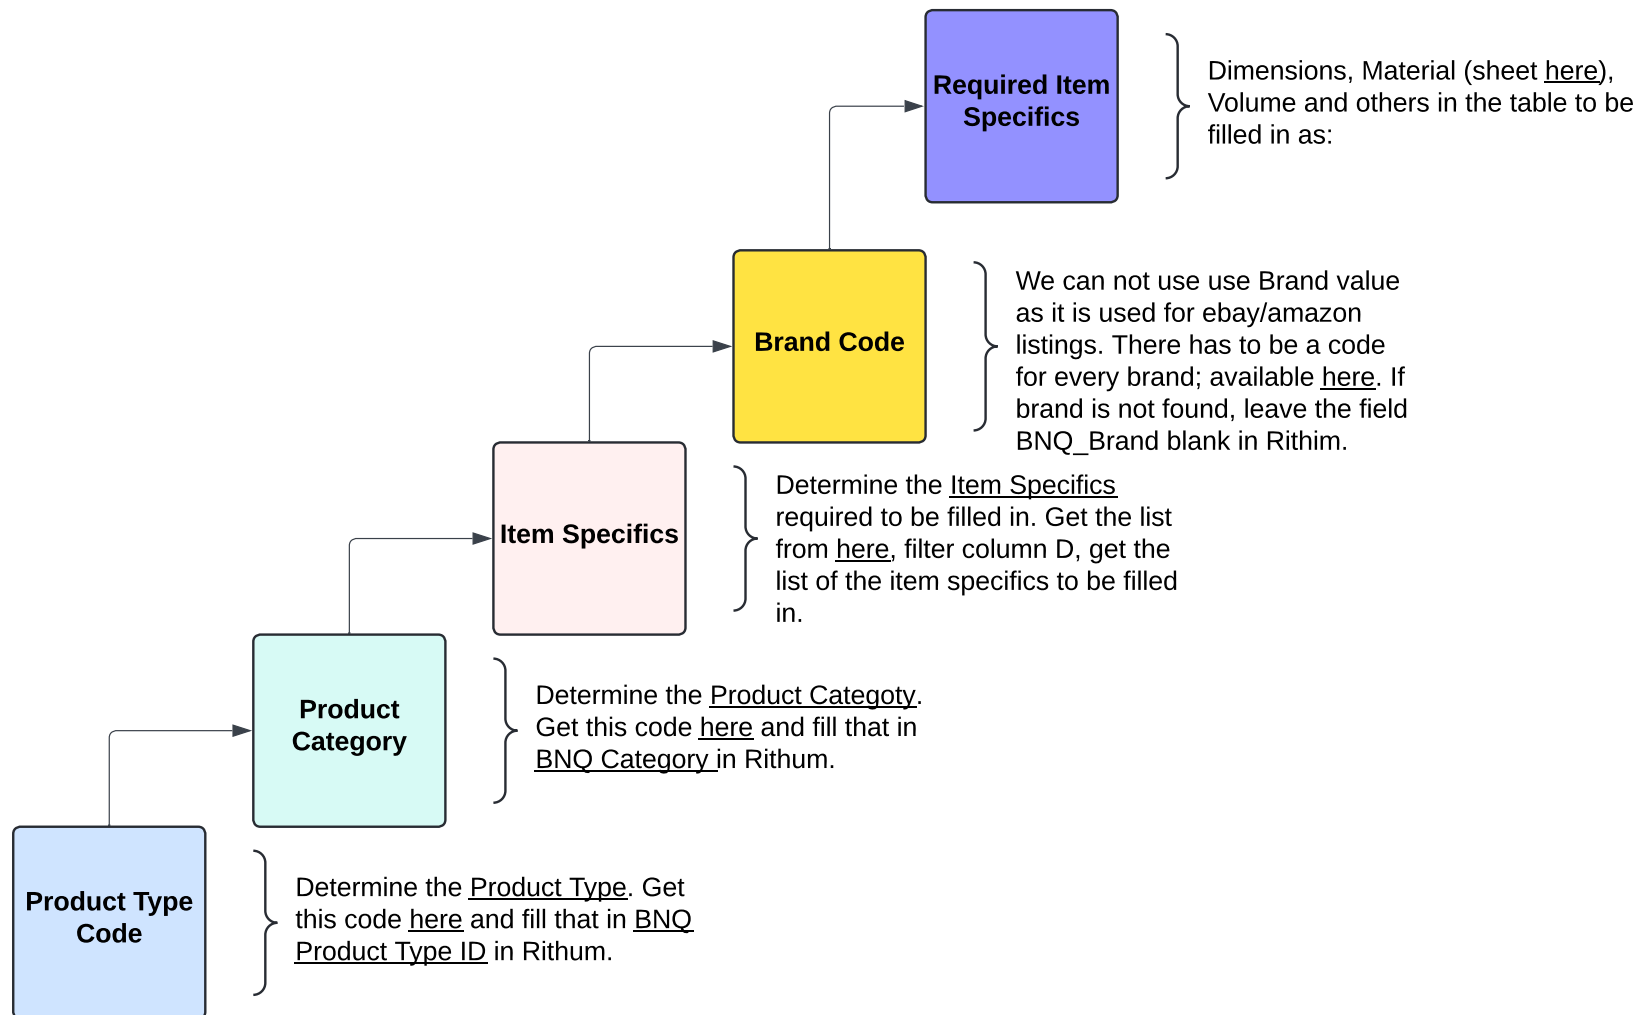 Required Item
Specifics
Dimensions, Material (sheet here),
Volume and others in the table to be
filled in as:
Brand Code
We can not use use Brand value
as it is used for ebay/amazon
listings. There has to be a code
for every brand; available here. If
brand is not found, leave the field
BNQ_Brand blank in Rithim.
Item Specifics
Determine the Item Specifics
required to be filled in. Get the list
from here, filter column D, get the
list of the item specifics to be filled
in.
Product
Category
Determine the Product Categoty.
Get this code here and fill that in
BNQ Category in Rithum.
Product Type
Code
Determine the Product Type. Get
this code here and fill that in BNQ
Product Type ID in Rithum.